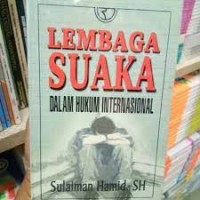 LEMBAGA
SUAKA
DALAM HUKUM INTERNASIONAL
Sulaiman Hamid, SH